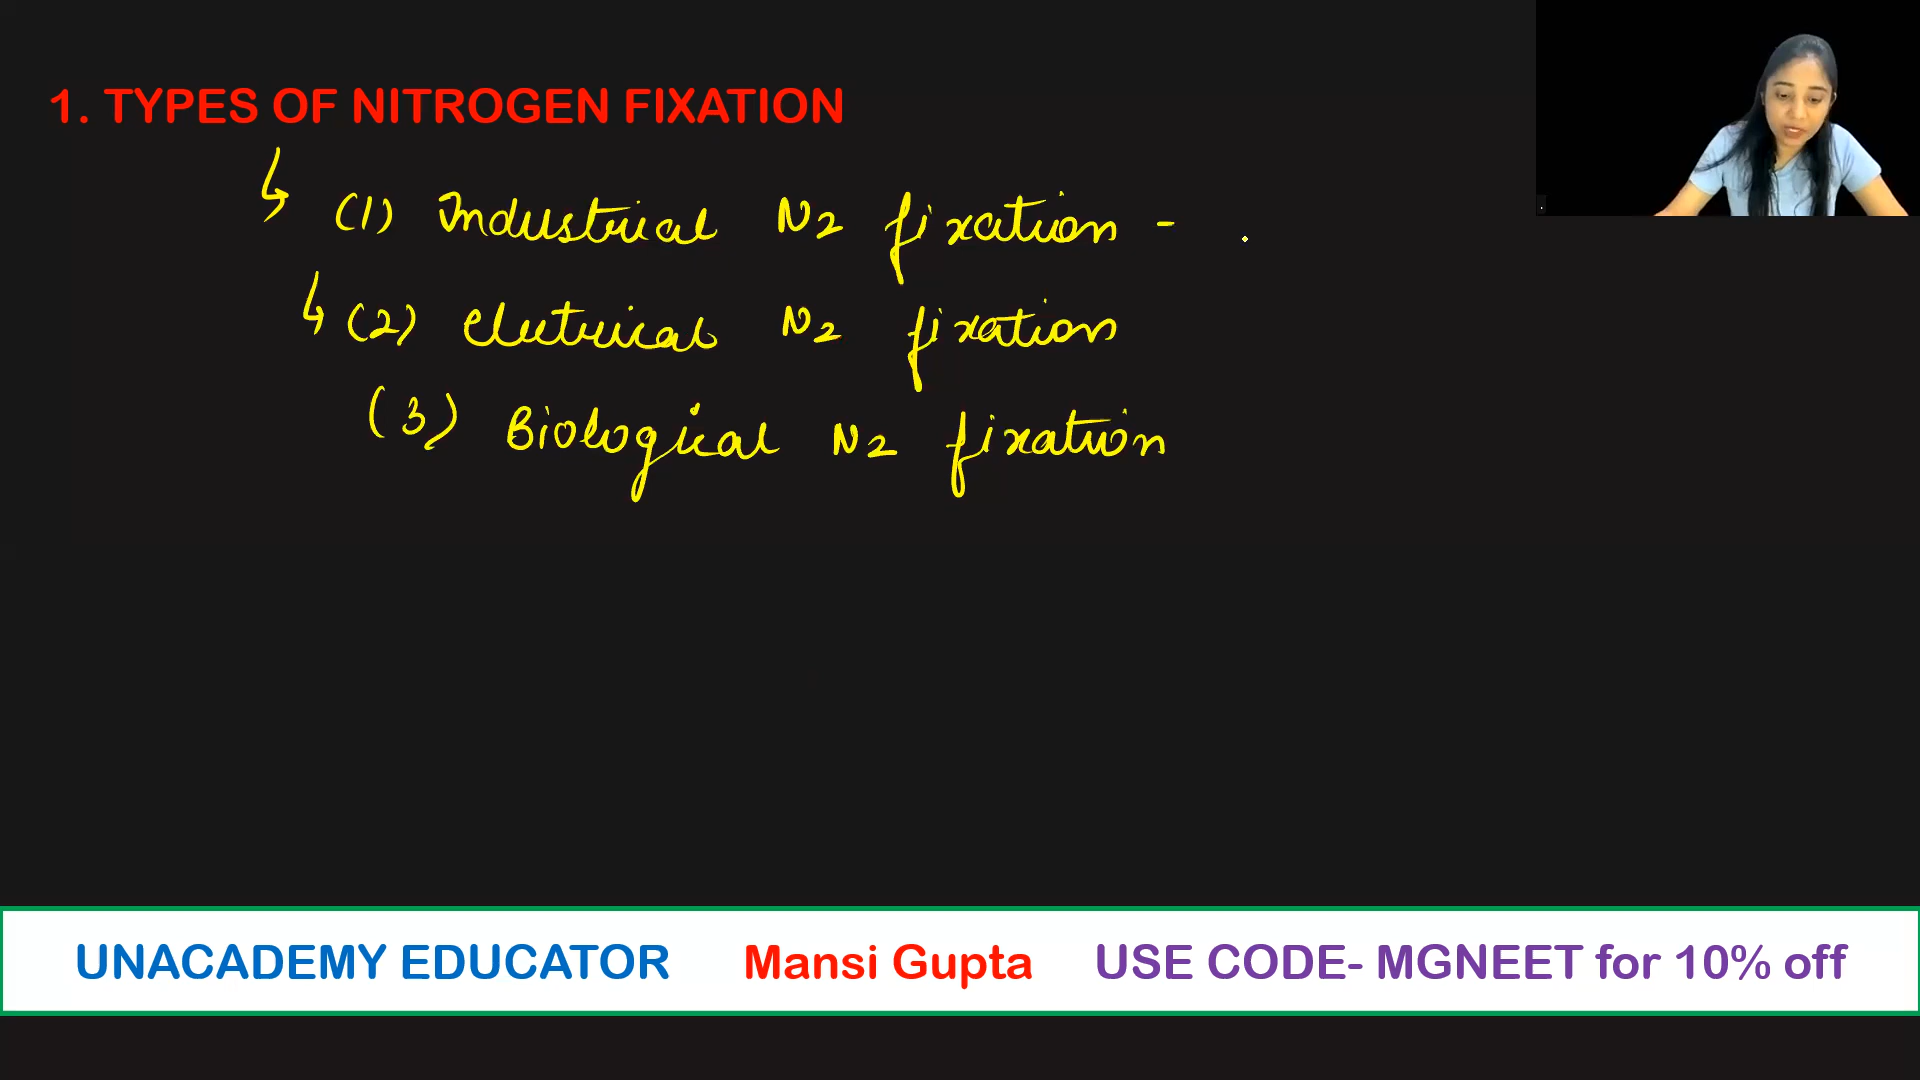 1. TYPES OF NITROGEN FIXATION
(1) Industrial N2 fixation -
(2) Electrical N2 fixation
(3) Biological N2 fixation
UNACADEMY EDUCATOR Mansi Gupta USE CODE- MGNEET for 10% off